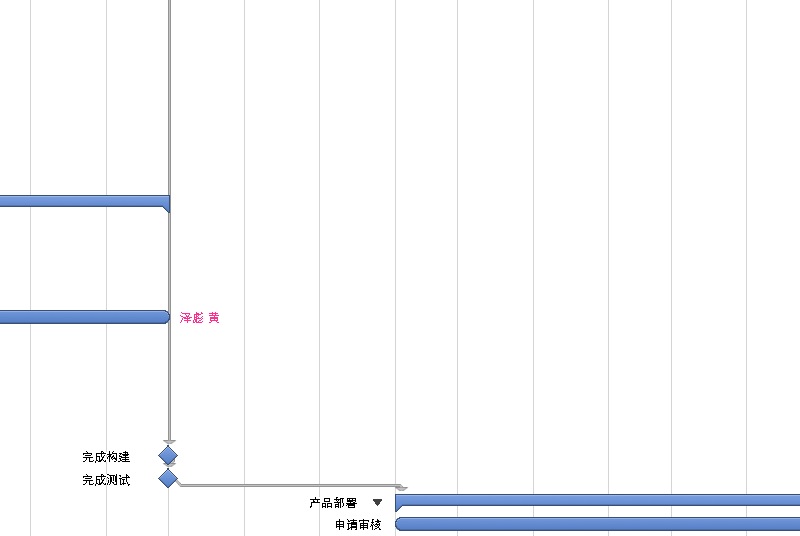 泽彪 黄
完成构建
完成测试
产品部署
申请审核